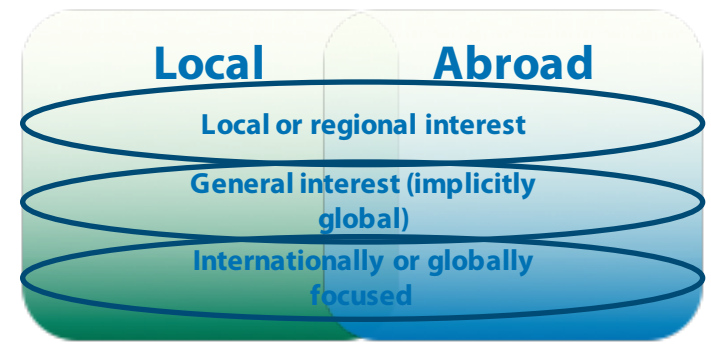 Local
Abroad
Local or regional interest
General interest (implicitly
global)
Internationally or globally
focused